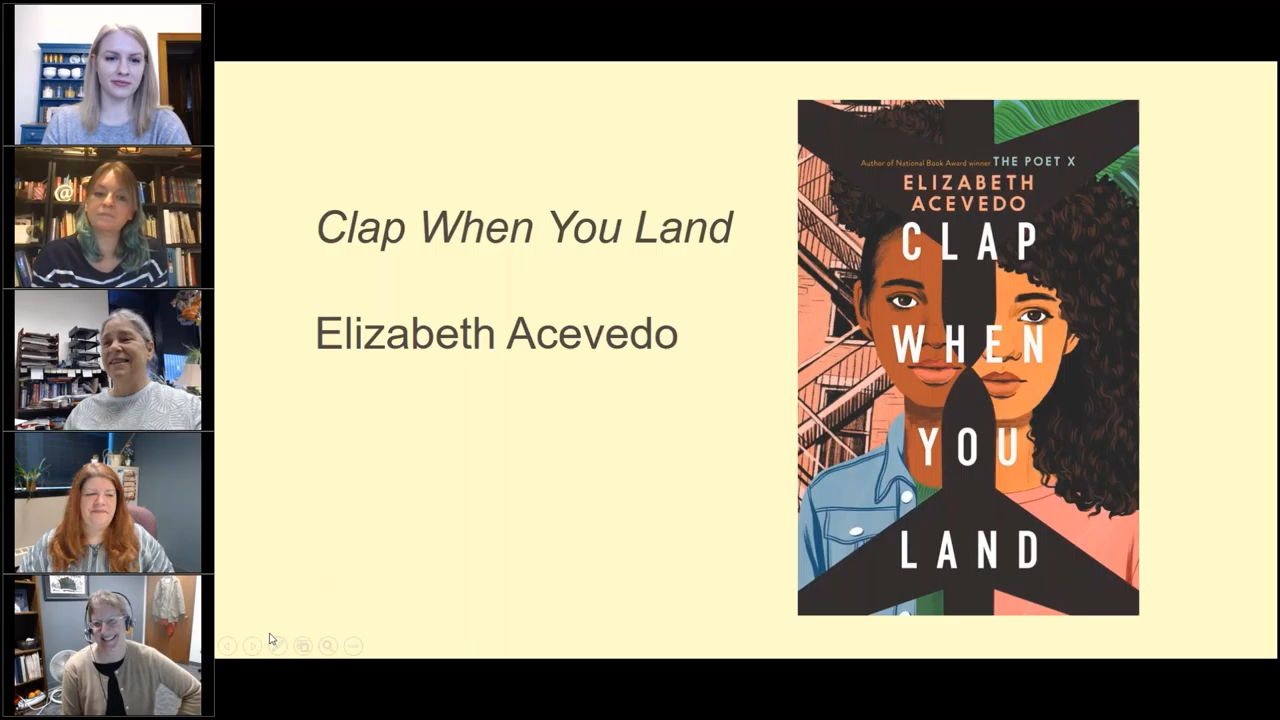 Clap When You Land
Elizabeth Acevedo
Author of National Book Award winner THE POET X
ELIZABETH
ACEVEDO
CLAP
WHEN
YOU
LAND
@